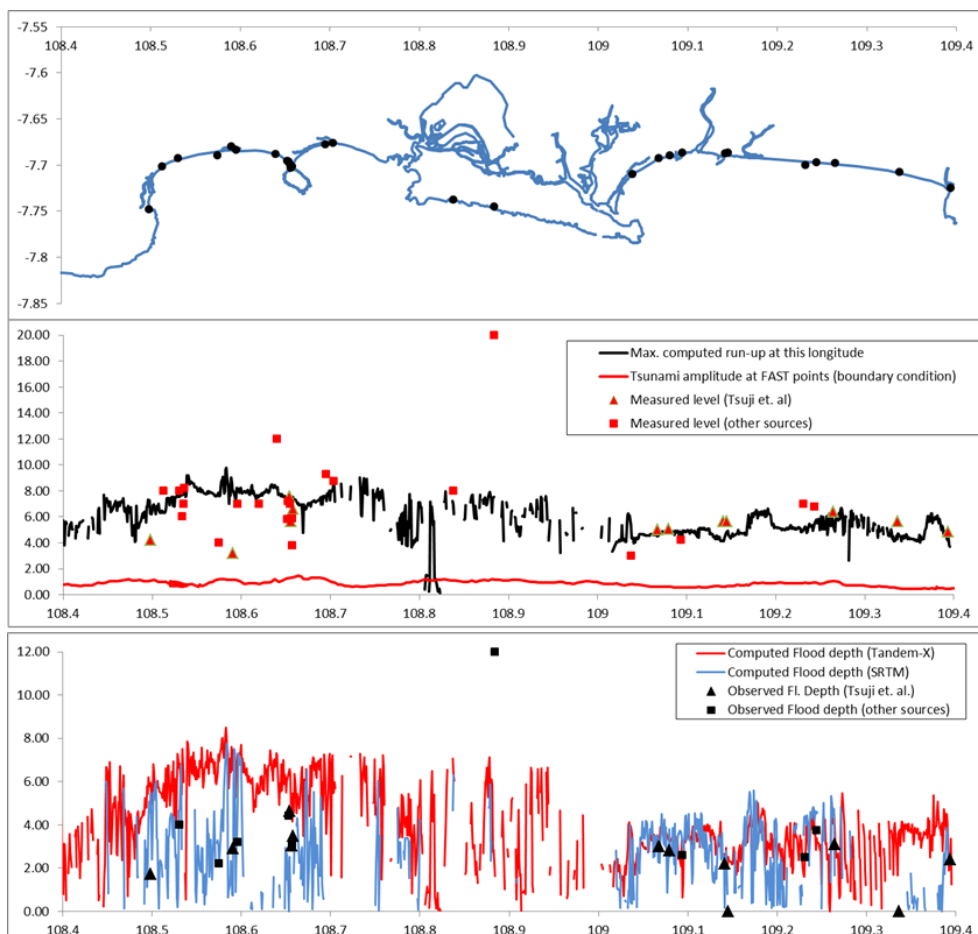 -7.55
108.4 108.5 108.6 108.7 108.8 108.9 109 109.1 109.2 109.3 109.4
-7.6
-7.65
-7.7
-7.75
-7.8
-7.85
20.00
18.00
16.00
14.00
12.00
10.00
8.00
6.00
4.00
2.00
0.00
Max. computed run-up at this longitude
Tsunami amplitude at FAST points (boundary condition)
Measured level (Tsuji et. al)
Measured level (other sources)
108.4 108.5 108.6 108.7 108.8 108.9 109 109.1 109.2 109.3 109.4
12.00
10.00
8.00
6.00
4.00
2.00
0.00
Computed Flood depth (Tandem-X)
Computed Flood depth (SRTM)
Observed Fl. Depth (Tsuji et. al.)
Observed Flood depth (other sources)
108.4 108.5 108.6 108.7 108.8 108.9 109 109.1 109.2 109.3 109.4